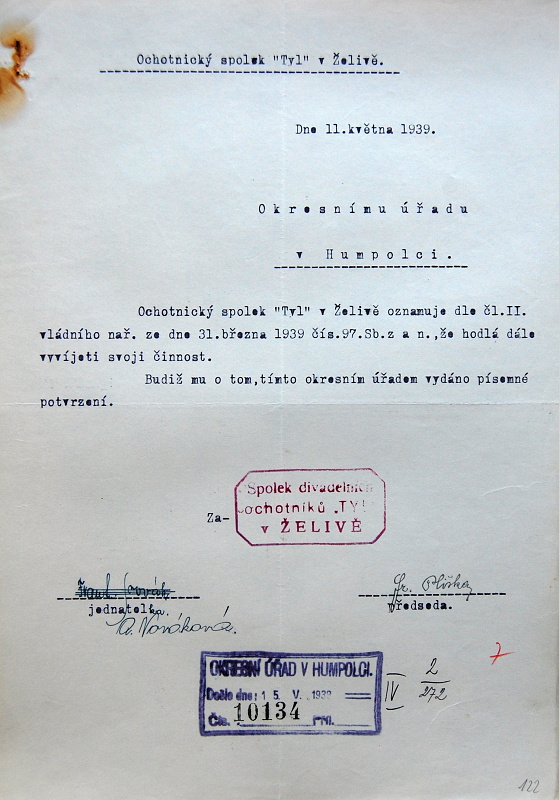 Ochotnický spolek "Tyl" v Želivě.
Dne 11.května 1939.
Okresnímu úřadu
v Humpolci.
Ochotnický spolek "Tyl" v Želivě oznamuje dle čl.II.
vládního nař. ze dne 31.března 1939 čís.97.Sb.z a n.,že hodlá dále
vyvíjeti svoji činnost.
Budiž mu o tom,tímto okresním úřadem vydáno písemné
potvrzení.
Spolek divadelních
ochotníků „TYL
Za-
v ŽELIVĚ
jednatelka.
předseda.
A. Nováková.
OKRESNÍ ÚŘAD V HUMPOLCI.
Došlo dne: 15. V. 1939
Čís. 10134 Příl.
IV 2
272
7
122